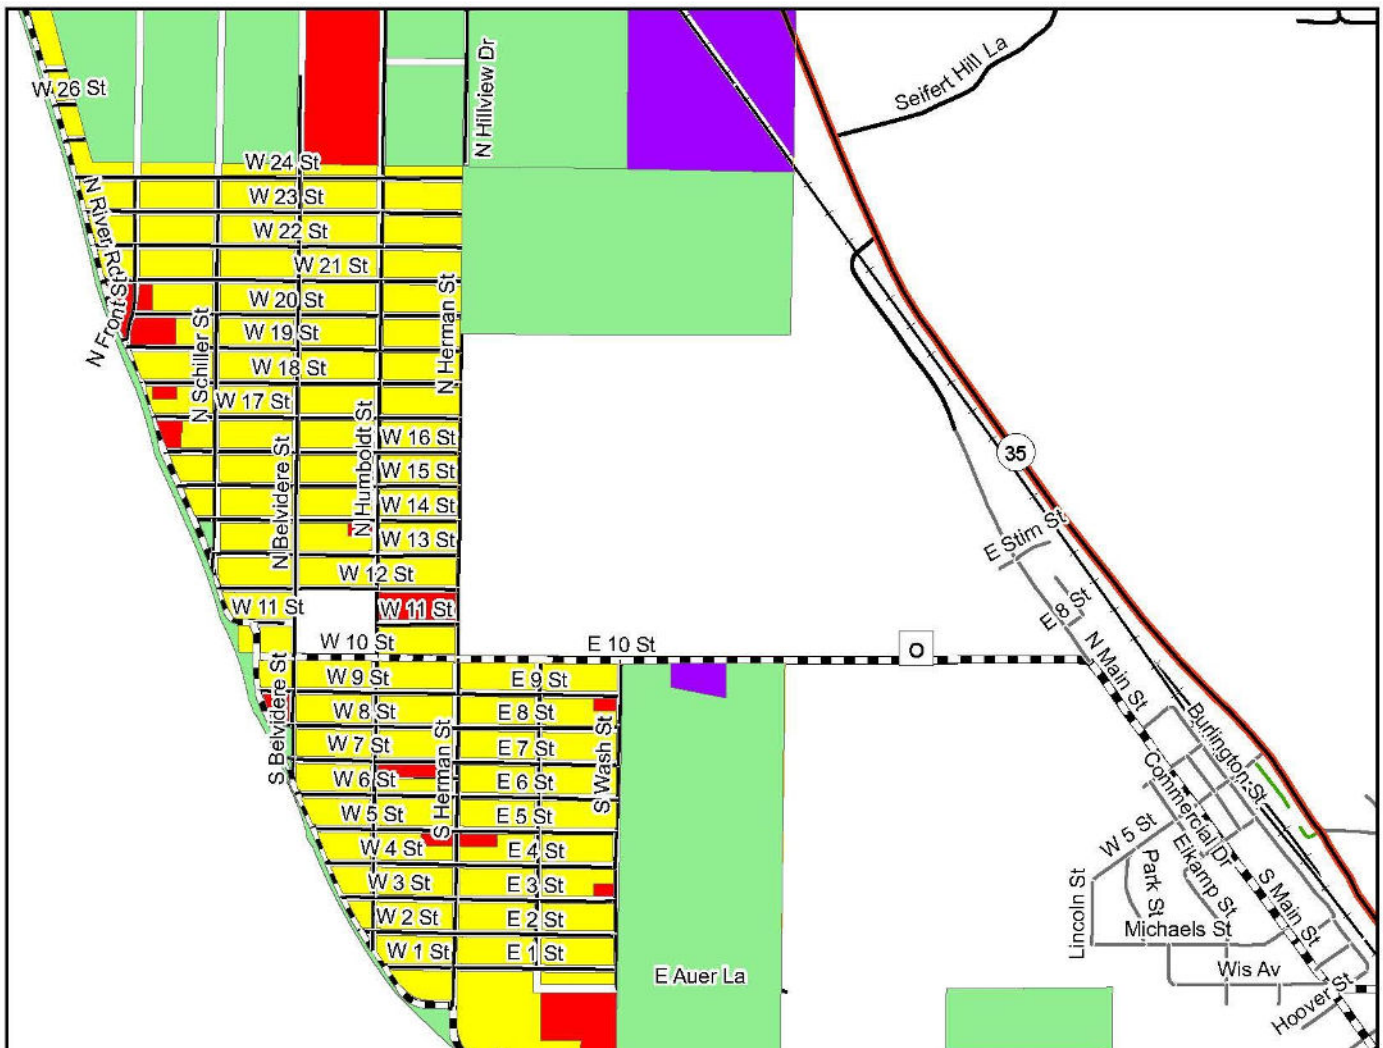 Seifert Hill La
N Hillview Dr
W 26 St
W 24 St
W 23 St
N River Rd
W 22 St
W 21 St
W 20 St
N Front St
N Herman St
W 19 St
N Schiller St
W 18 St
W 17 St
N Humboldt St
W 16 St
N Belvidere St
35
W 15 St
W 14 St
W 13 St
E Stirn St
W 12 St
W 11 St
W 11 St
E 8 St
W 10 St
E 10 St
O
N Main St
W 9 St
E 9 St
S Belvidere St
W 8 St
E 8 St
W 7 St
E 7 St
S Wash St
S Herman St
Burlington St
W 6 St
E 6 St
Commercial Dr
W 5 St
E 5 St
W 5 St
W 4 St
E 4 St
Elkamp St
W 3 St
E 3 St
Park St
Lincoln St
S Main St
W 2 St
E 2 St
Michaels St
W 1 St
E 1 St
E Auer La
Wis Av
Hoover St